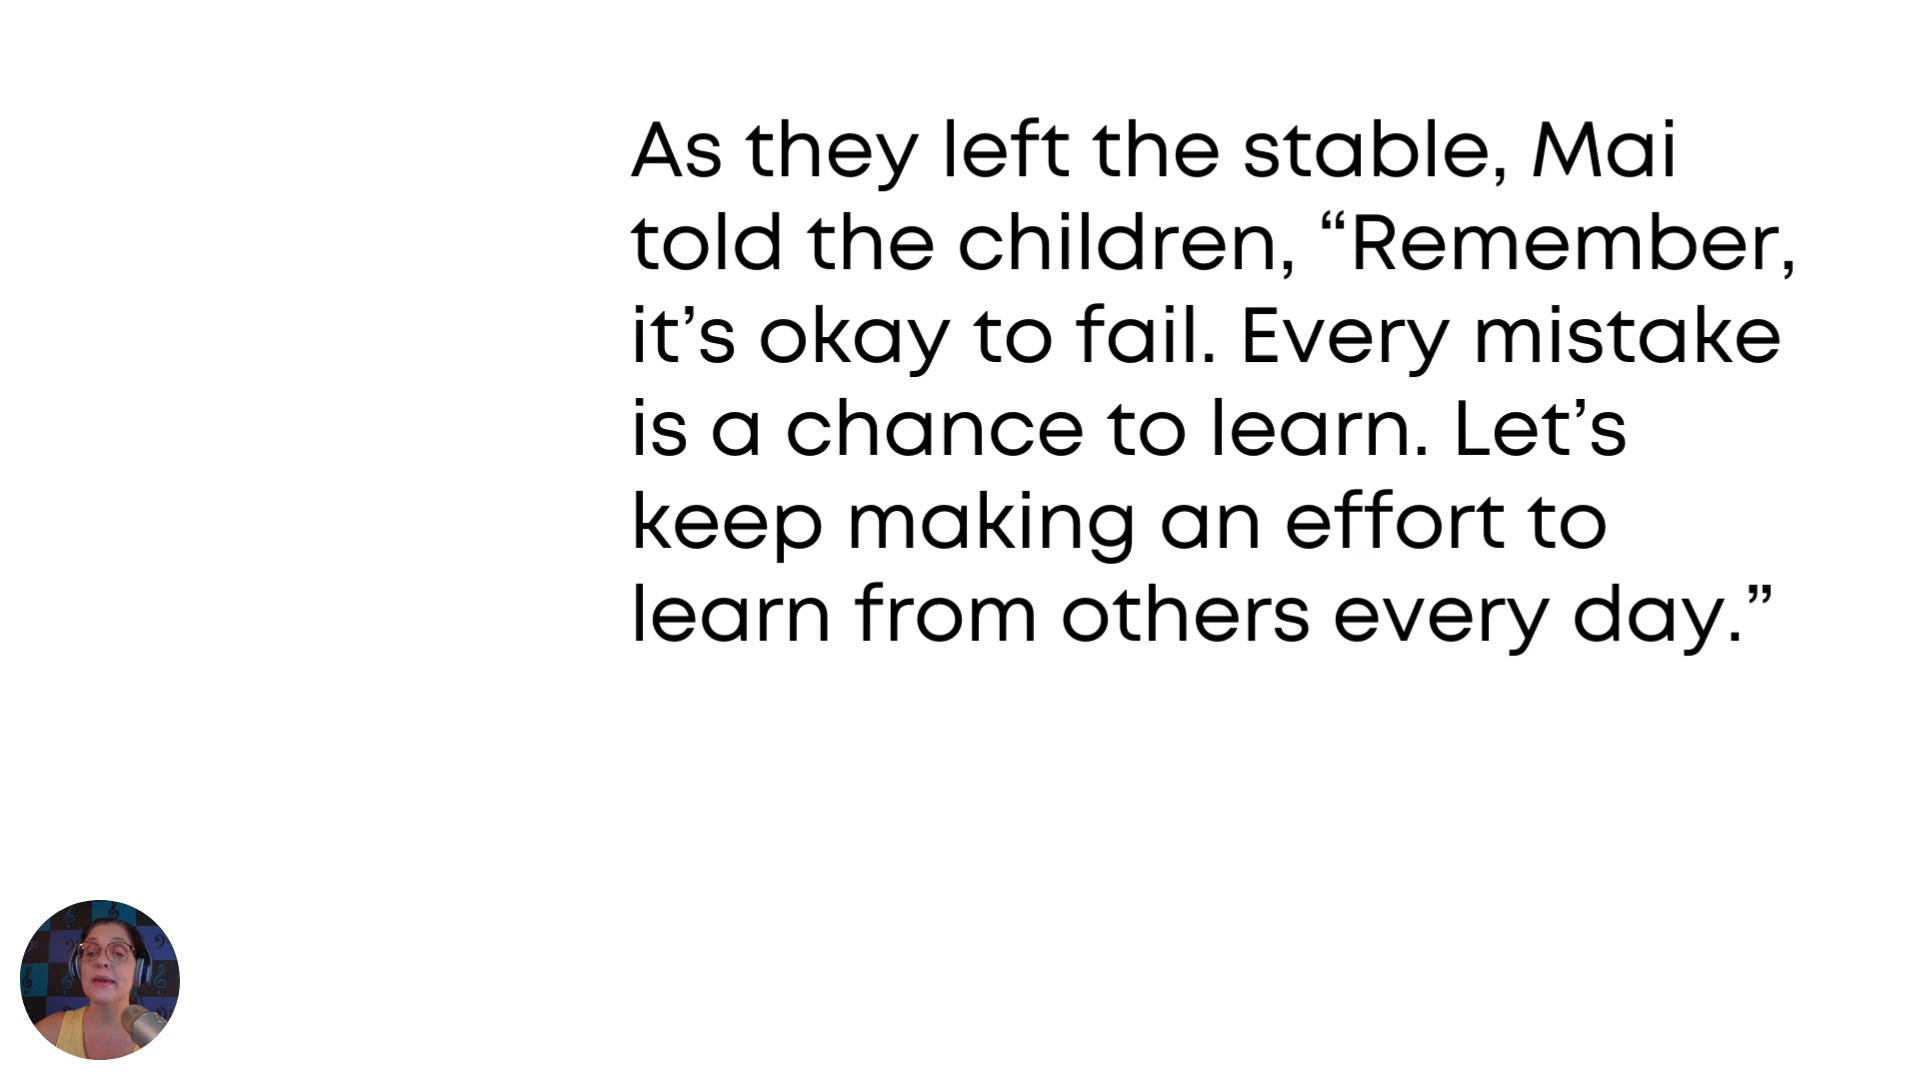 As they left the stable, Mai
told the children, “Remember,
it’s okay to fail. Every mistake
is a chance to learn. Let’s
keep making an effort to
learn from others every day.”